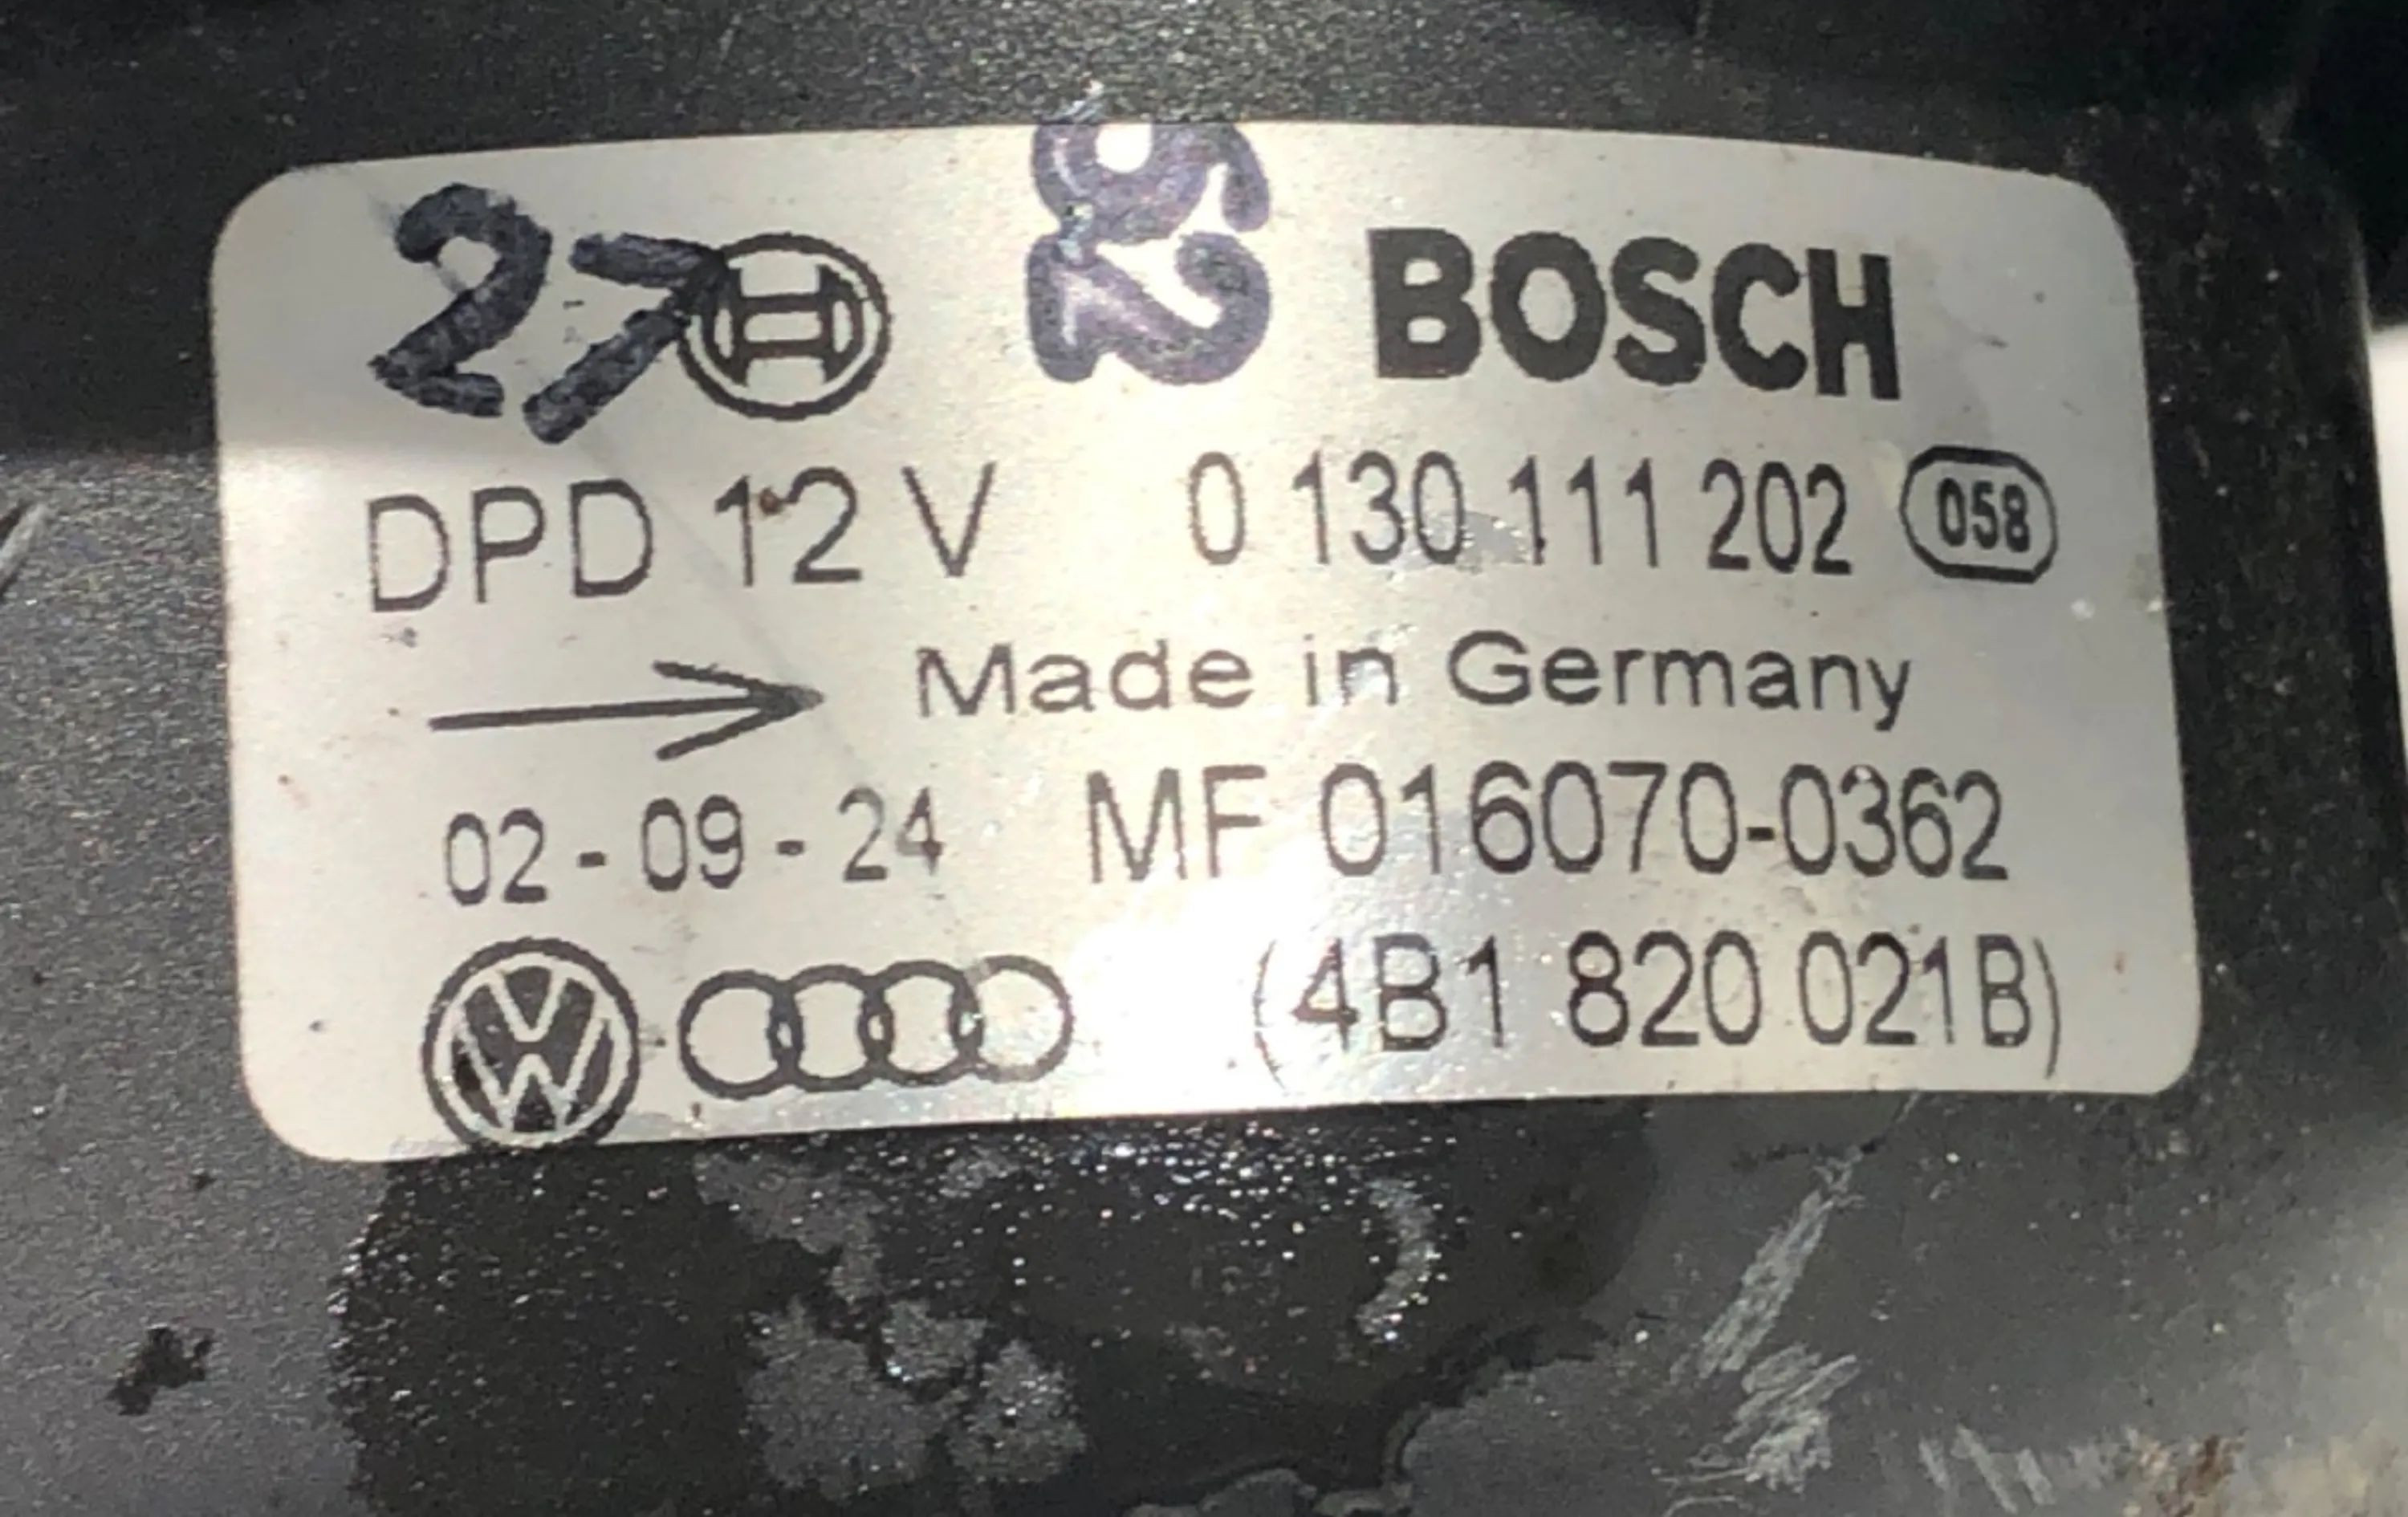 27
62
BOSCH
DPD 12 V 0 130 111 202 058
Made in Germany
02-09-24 MF 016070-0362
(4B1 820 021B)